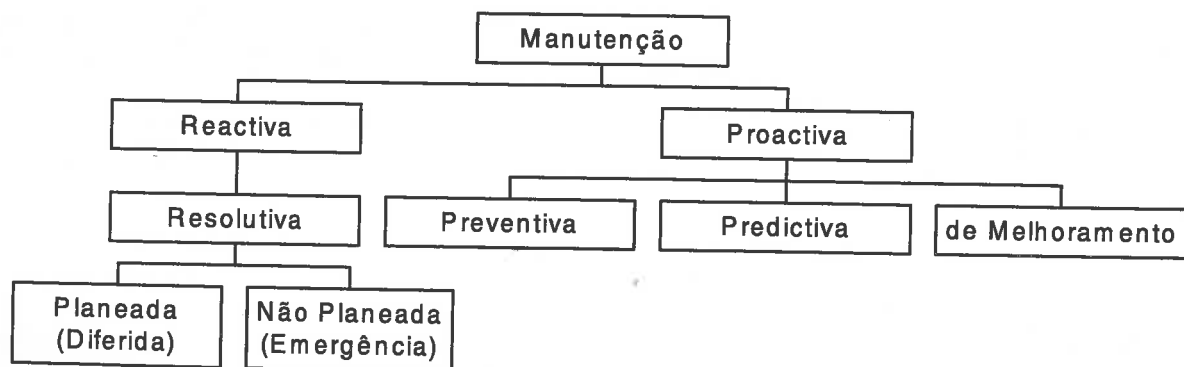 Manutenção
Reactiva
Proactiva
Resolutiva
Preventiva
Predictiva
de Melhoramento
Planeada
(Diferida)
Não Planeada
(Emergência)